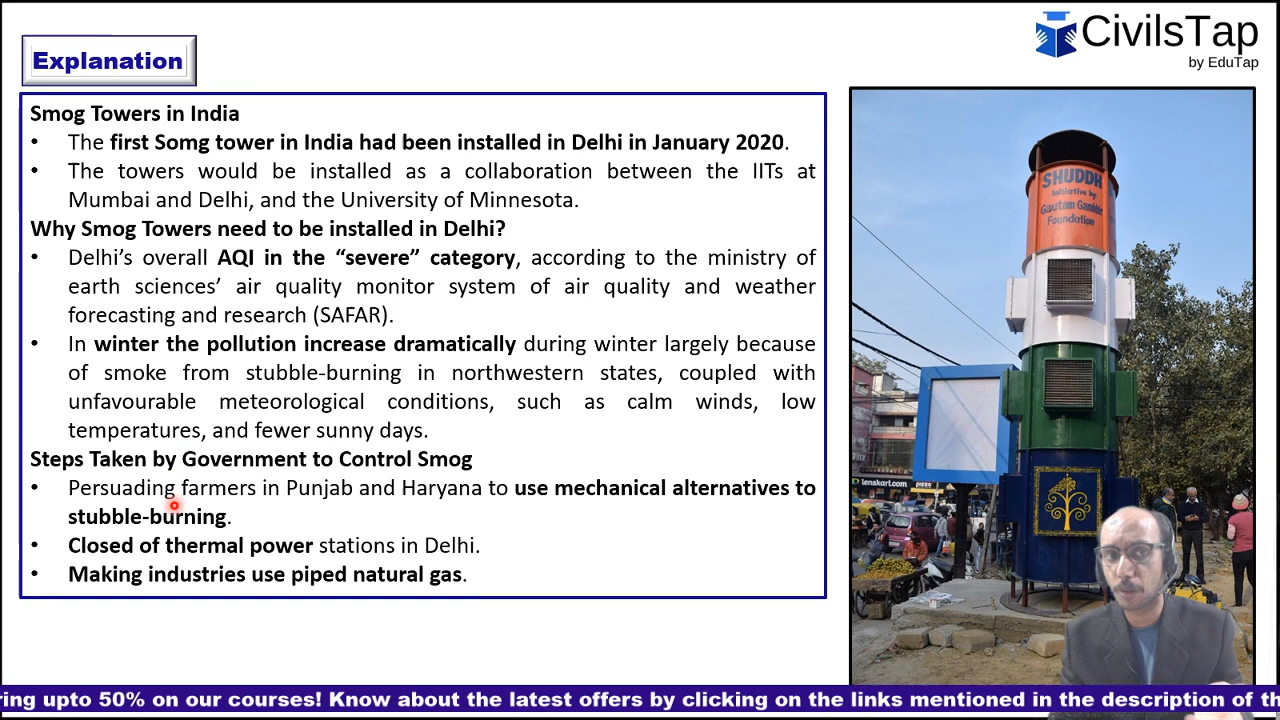 CivilsTap
by EduTap
Explanation
Smog Towers in India
• The first Somg tower in India had been installed in Delhi in January 2020.
• The towers would be installed as a collaboration between the IITs at
Mumbai and Delhi, and the University of Minnesota.
Why Smog Towers need to be installed in Delhi?
• Delhi’s overall AQI in the “severe” category, according to the ministry of
earth sciences’ air quality monitor system of air quality and weather
forecasting and research (SAFAR).
• In winter the pollution increase dramatically during winter largely because
of smoke from stubble-burning in northwestern states, coupled with
unfavourable meteorological conditions, such as calm winds, low
temperatures, and fewer sunny days.
Steps Taken by Government to Control Smog
• Persuading farmers in Punjab and Haryana to use mechanical alternatives to
stubble-burning.
• Closed of thermal power stations in Delhi.
• Making industries use piped natural gas.
SHUDDH
Initiative by
Gautam Gambhir
Foundation
lenskart.com
pizza
ring upto 50% on our courses! Know about the latest offers by clicking on the links mentioned in the description of th